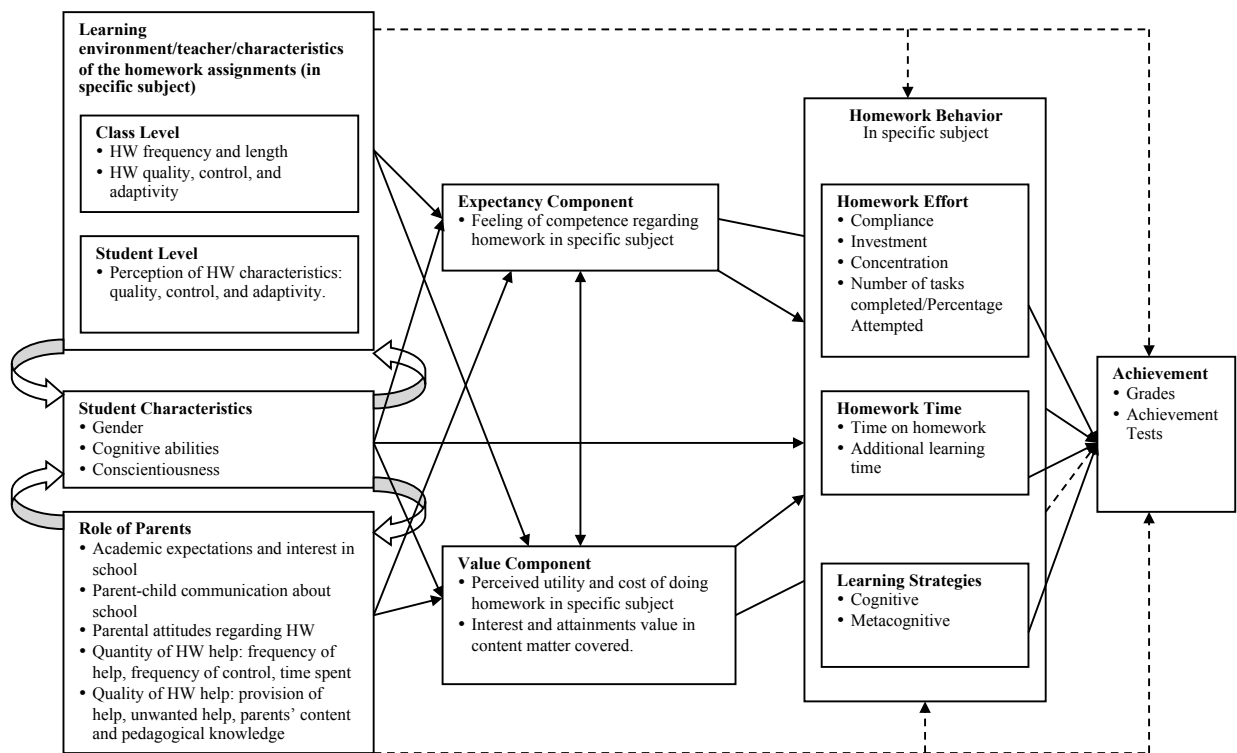 Learning
environment/teacher/characteristics
of the homework assignments (in
specific subject)
Class Level
• HW frequency and length
• HW quality, control, and
adaptivity
Student Level
• Perception of HW characteristics:
quality, control, and adaptivity.
Student Characteristics
• Gender
• Cognitive abilities
• Conscientiousness
Role of Parents
• Academic expectations and interest in
school
• Parent-child communication about
school
• Parental attitudes regarding HW
• Quantity of HW help: frequency of
help, frequency of control, time spent
• Quality of HW help: provision of
help, unwanted help, parents’ content
and pedagogical knowledge
Expectancy Component
• Feeling of competence regarding
homework in specific subject
Value Component
• Perceived utility and cost of doing
homework in specific subject
• Interest and attainments value in
content matter covered.
Homework Behavior
In specific subject
Homework Effort
• Compliance
• Investment
• Concentration
• Number of tasks
completed/Percentage
Attempted
Homework Time
• Time on homework
• Additional learning
time
Learning Strategies
• Cognitive
• Metacognitive
Achievement
• Grades
• Achievement
Tests